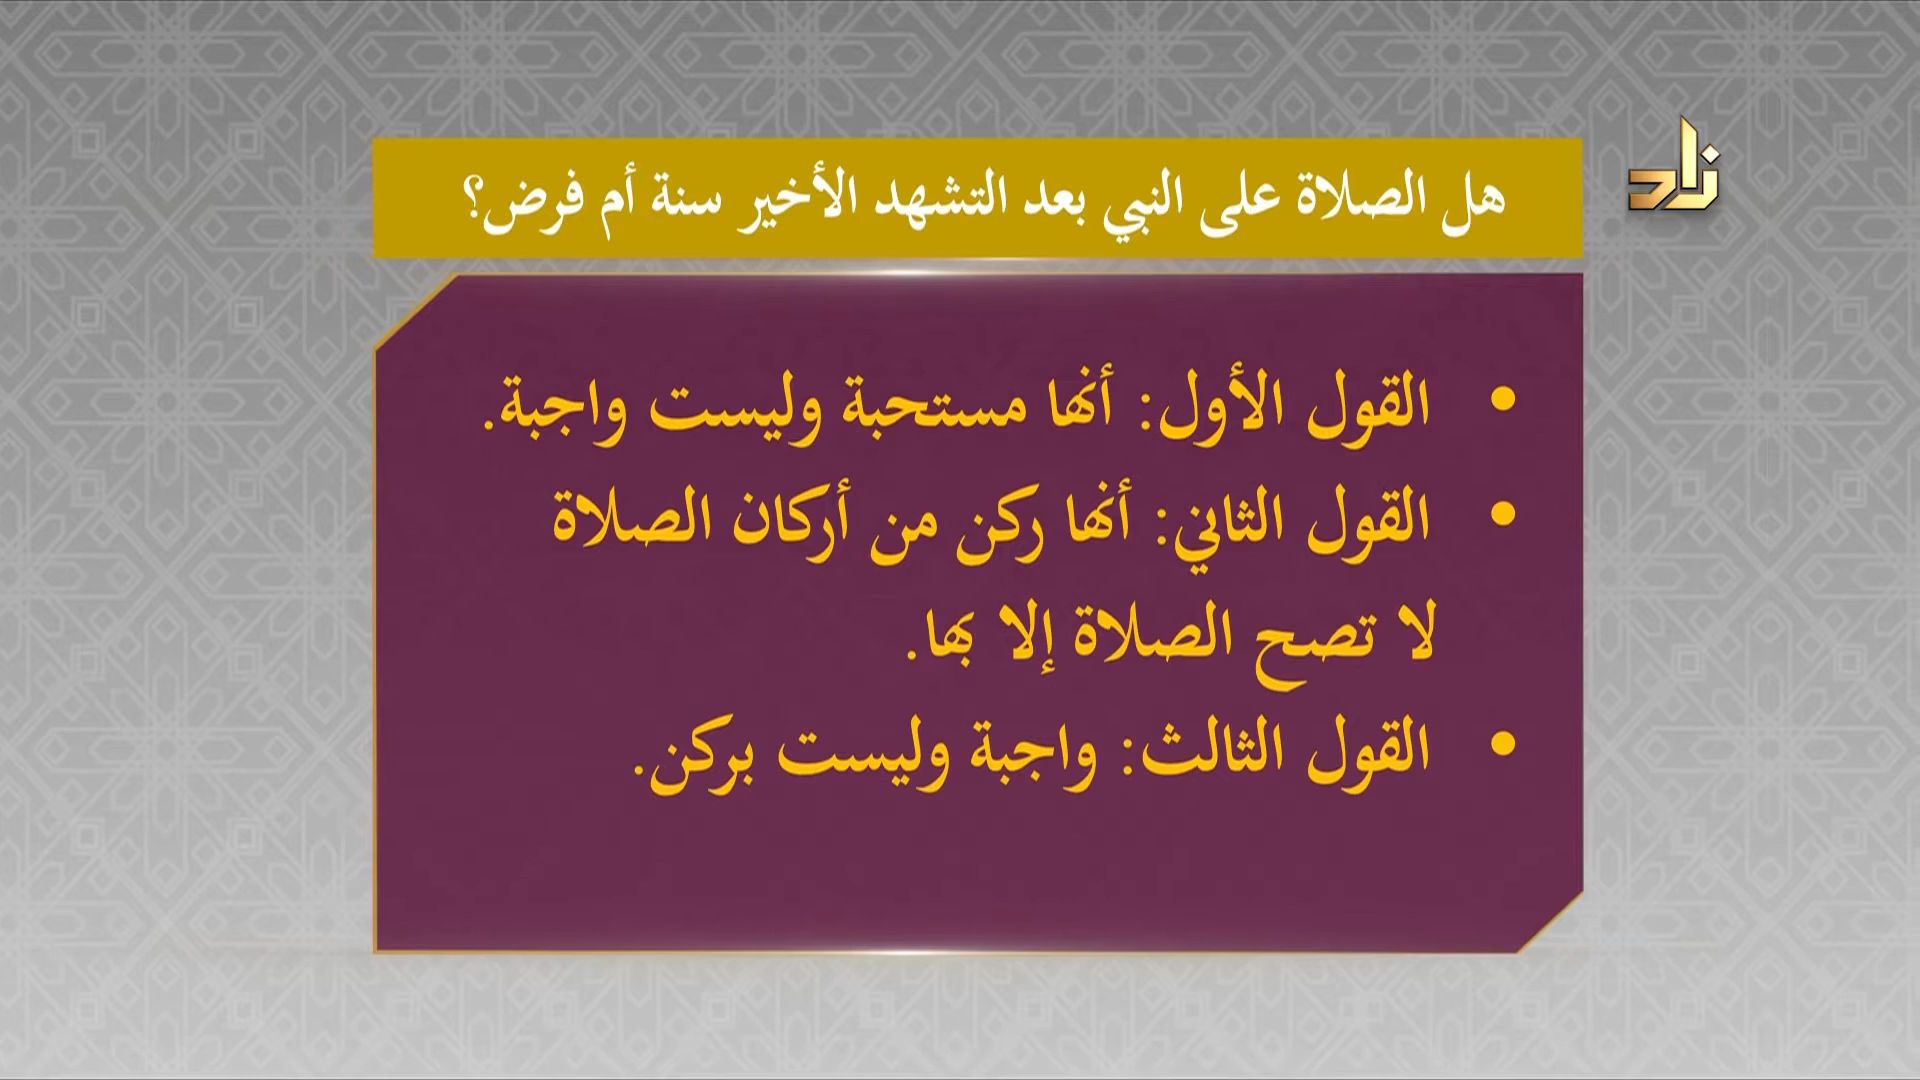 زاد
هل الصلاة على النبي بعد التشهد الأخير سنة أم فرض؟
• القول الأول: أنها مستحبة وليست واجبة.
• القول الثاني: أنها ركن من أركان الصلاة
لا تصح الصلاة إلا بها.
• القول الثالث: واجبة وليست بركن.